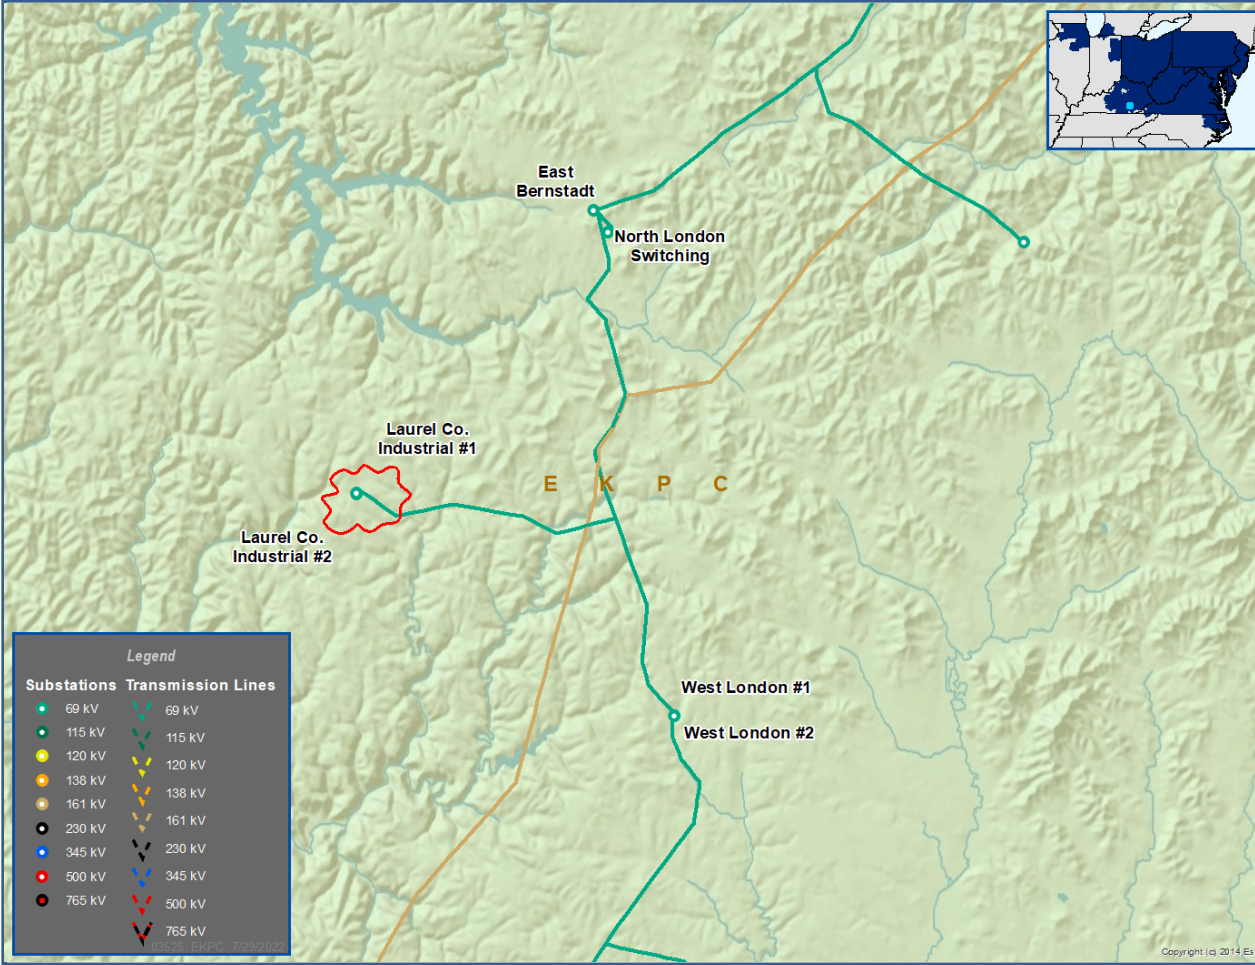 East
Bernstadt
North London
Switching
Laurel Co.
Industrial #1
E K P C
Laurel Co.
Industrial #2
West London #1
West London #2
Legend
Substations Transmission Lines
69 kV 69 kV
115 kV 115 kV
120 kV 120 kV
138 kV 138 kV
161 kV 161 kV
230 kV 230 kV
345 kV 345 kV
500 kV 500 kV
765 kV 765 kV
03525_EKPC_7/29/2022
Copyright:(c) 2014 Es